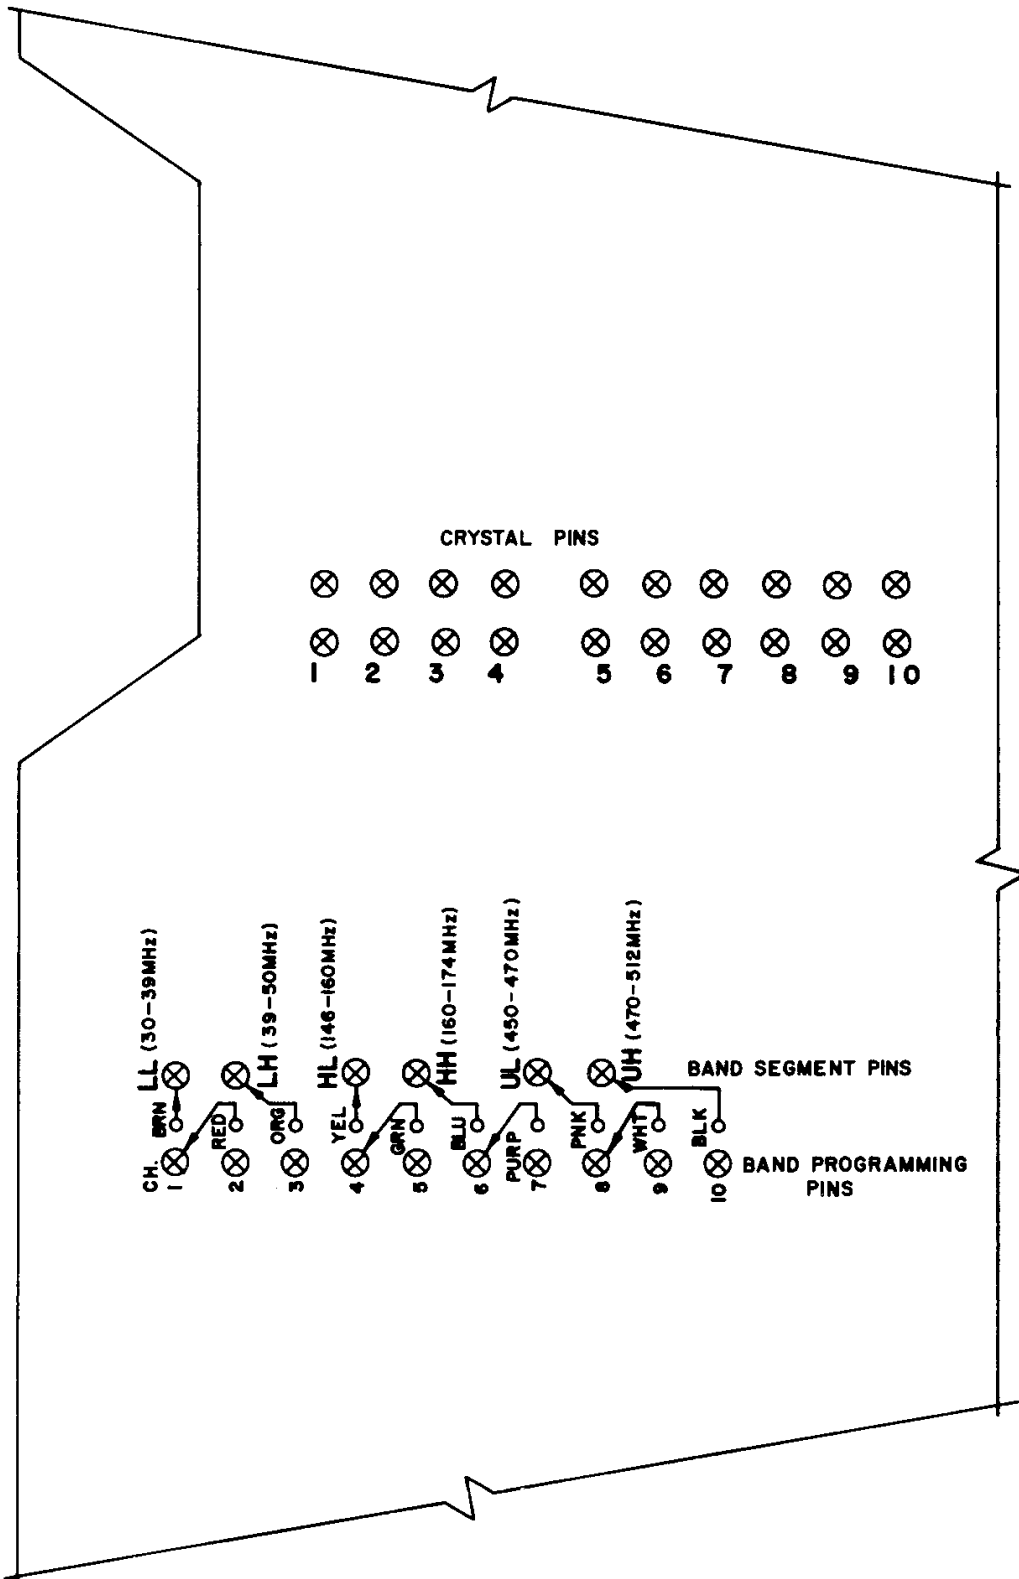 CRYSTAL PINS
1 2 3 4 5 6 7 8 9 10
LL (30-39MHz)
LH (39-50MHz)
HL (146-160MHz)
HH (160-174MHz)
UL (450-470MHz)
UH (470-512MHz)
BAND SEGMENT PINS
BRN
RED
ORG
YEL
GRN
BLU
PURP
PNK
WHT
BLK
CH.
1 2 3 4 5 6 7 8 9 10
BAND PROGRAMMING
PINS